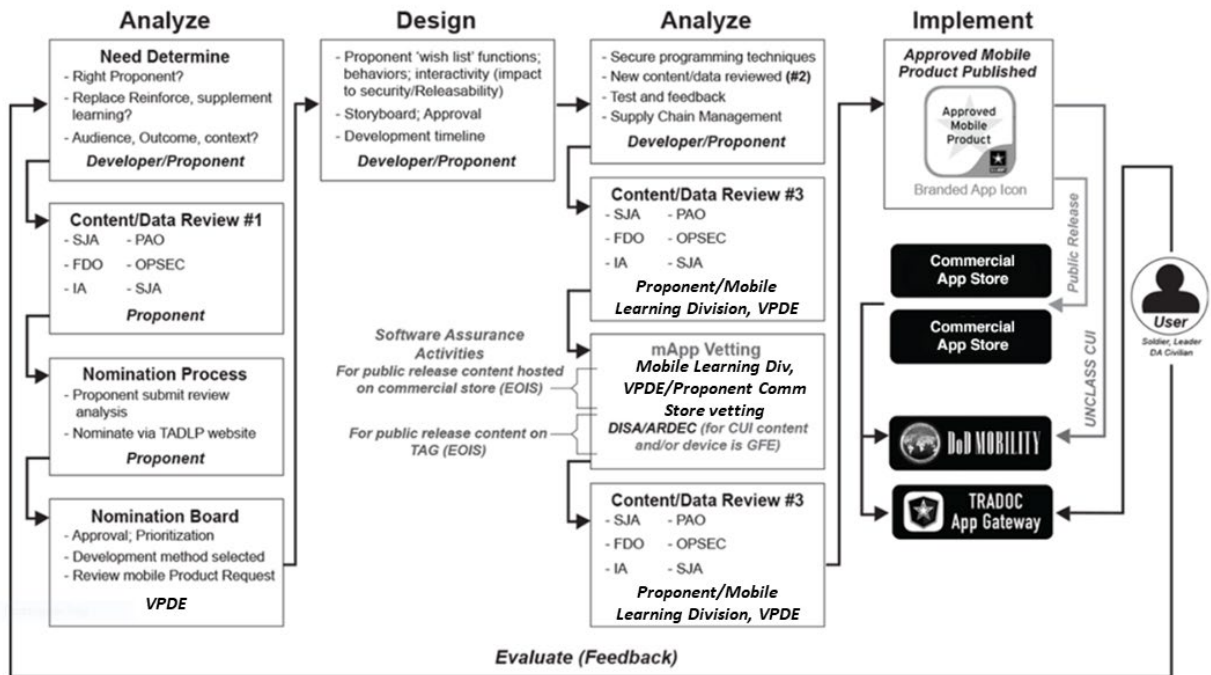 Analyze
Need Determine
- Right Proponent?
- Replace Reinforce, supplement
learning?
- Audience, Outcome, context?
Developer/Proponent
Content/Data Review #1
- SJA - PAO
- FDO - OPSEC
- IA - SJA
Proponent
Nomination Process
- Proponent submit review
analysis
- Nominate via TADLP website
Proponent
Nomination Board
- Approval; Prioritization
- Development method selected
- Review mobile Product Request
VPDE
Design
- Proponent 'wish list' functions;
behaviors; interactivity (impact
to security/Releasability)
- Storyboard; Approval
- Development timeline
Developer/Proponent
Software Assurance
Activities
For public release content hosted
on commercial store (EOIS)
For public release content on
TAG (EOIS)
Analyze
- Secure programming techniques
- New content/data reviewed (#2)
- Test and feedback
- Supply Chain Management
Developer/Proponent
Content/Data Review #3
- SJA - PAO
- FDO - OPSEC
- IA - SJA
Proponent/Mobile
Learning Division, VPDE
mApp Vetting
Mobile Learning Div,
VPDE/Proponent Comm
Store vetting
DISA/ARDEC (for CUI content
and/or device is GFE)
Content/Data Review #3
- SJA - PAO
- FDO - OPSEC
- IA - SJA
Proponent/Mobile
Learning Division, VPDE
Implement
Approved Mobile
Product Published
Approved
Mobile
Product
Branded App Icon
Commercial
App Store
Commercial
App Store
DoD MOBILITY
TRADOC
App Gateway
Public Release
UNCLASS CUI
User
Soldier, Leader
DA Civilian
Evaluate (Feedback)